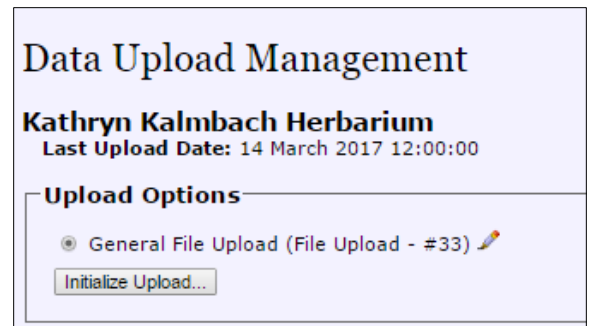 Data Upload Management
Kathryn Kalmbach Herbarium
Last Upload Date: 14 March 2017 12:00:00
Upload Options
General File Upload (File Upload - #33)
Initialize Upload...